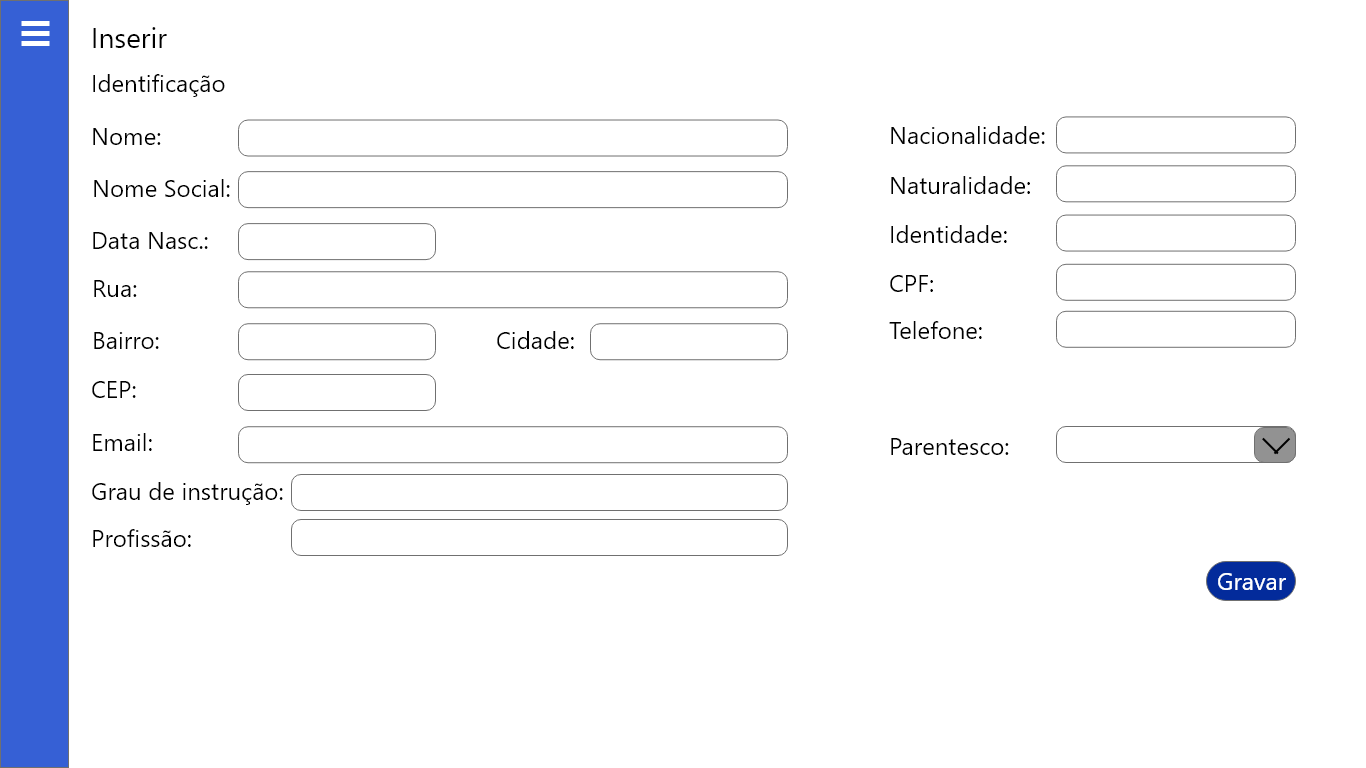 Inserir
Identificação
Nome:
Nome Social:
Data Nasc.:
Rua:
Bairro:
Cidade:
CEP:
Email:
Grau de instrução:
Profissão:
Nacionalidade:
Naturalidade:
Identidade:
CPF:
Telefone:
Parentesco:
Gravar